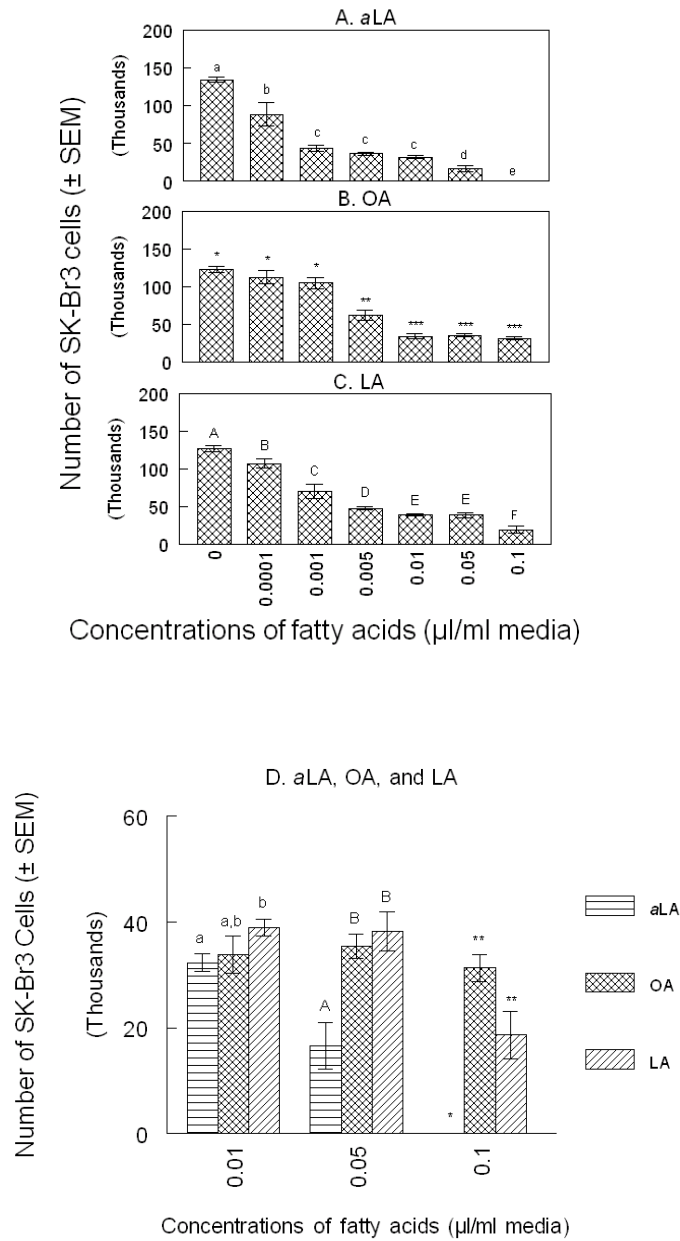 A. aLA
Number of SK-Br3 cells (± SEM)
(Thousands)
200
150
100
50
0
a
b
c
c
c
d
e
B. OA
(Thousands)
200
150
100
50
0
*
*
*
**
***
***
***
C. LA
(Thousands)
200
150
100
50
0
A
B
C
D
E
E
F
0
0.0001
0.001
0.005
0.01
0.05
0.1
Concentrations of fatty acids (µl/ml media)
D. aLA, OA, and LA
Number of SK-Br3 Cells (± SEM)
(Thousands)
60
40
20
0
a
a,b
b
A
B
B
*
**
**
aLA
OA
LA
0.01
0.05
0.1
Concentrations of fatty acids (µl/ml media)